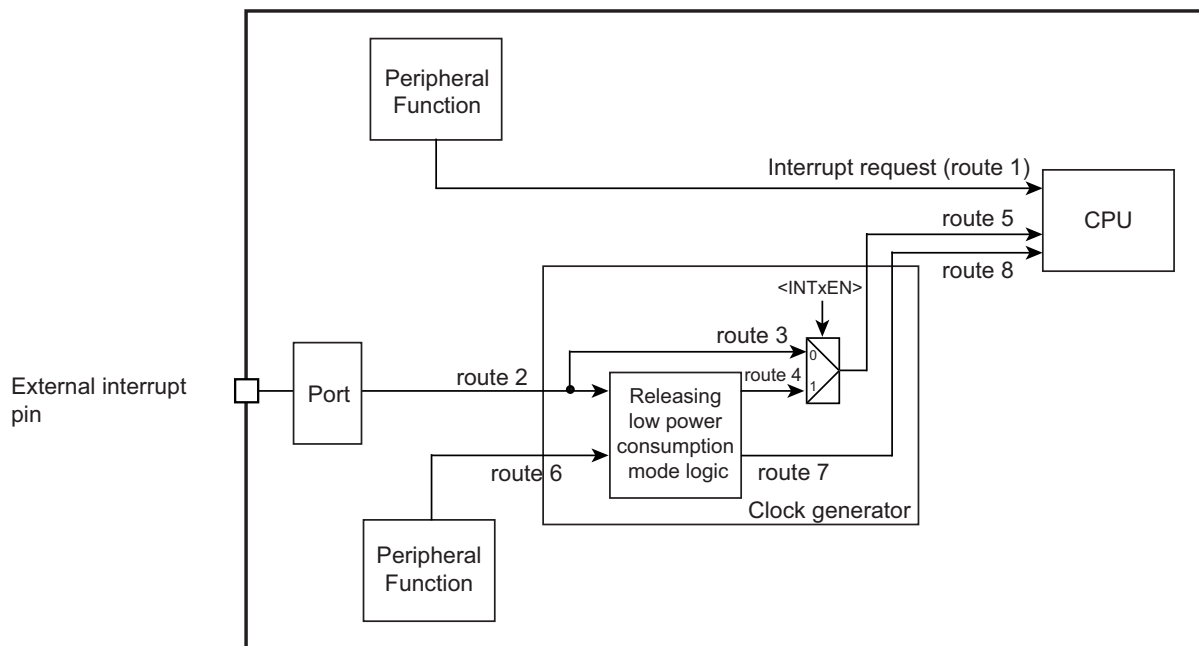 Peripheral
Function
Interrupt request (route 1)
CPU
route 5
route 8
<INTxEN>
route 3
0
External interrupt
pin
Port
route 2
route 4
1
Releasing
low power
consumption
mode logic
route 6
route 7
Clock generator
Peripheral
Function